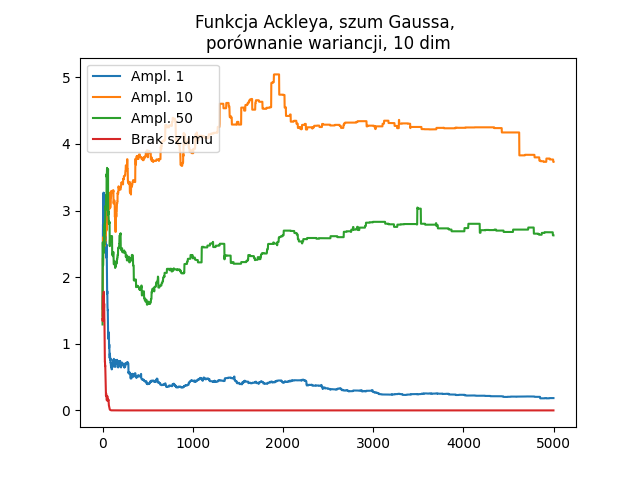 Funkcja Ackleya, szum Gaussa,
porównanie wariancji, 10 dim
Ampl. 1
Ampl. 10
Ampl. 50
Brak szumu
5
4
3
2
1
0
0 1000 2000 3000 4000 5000